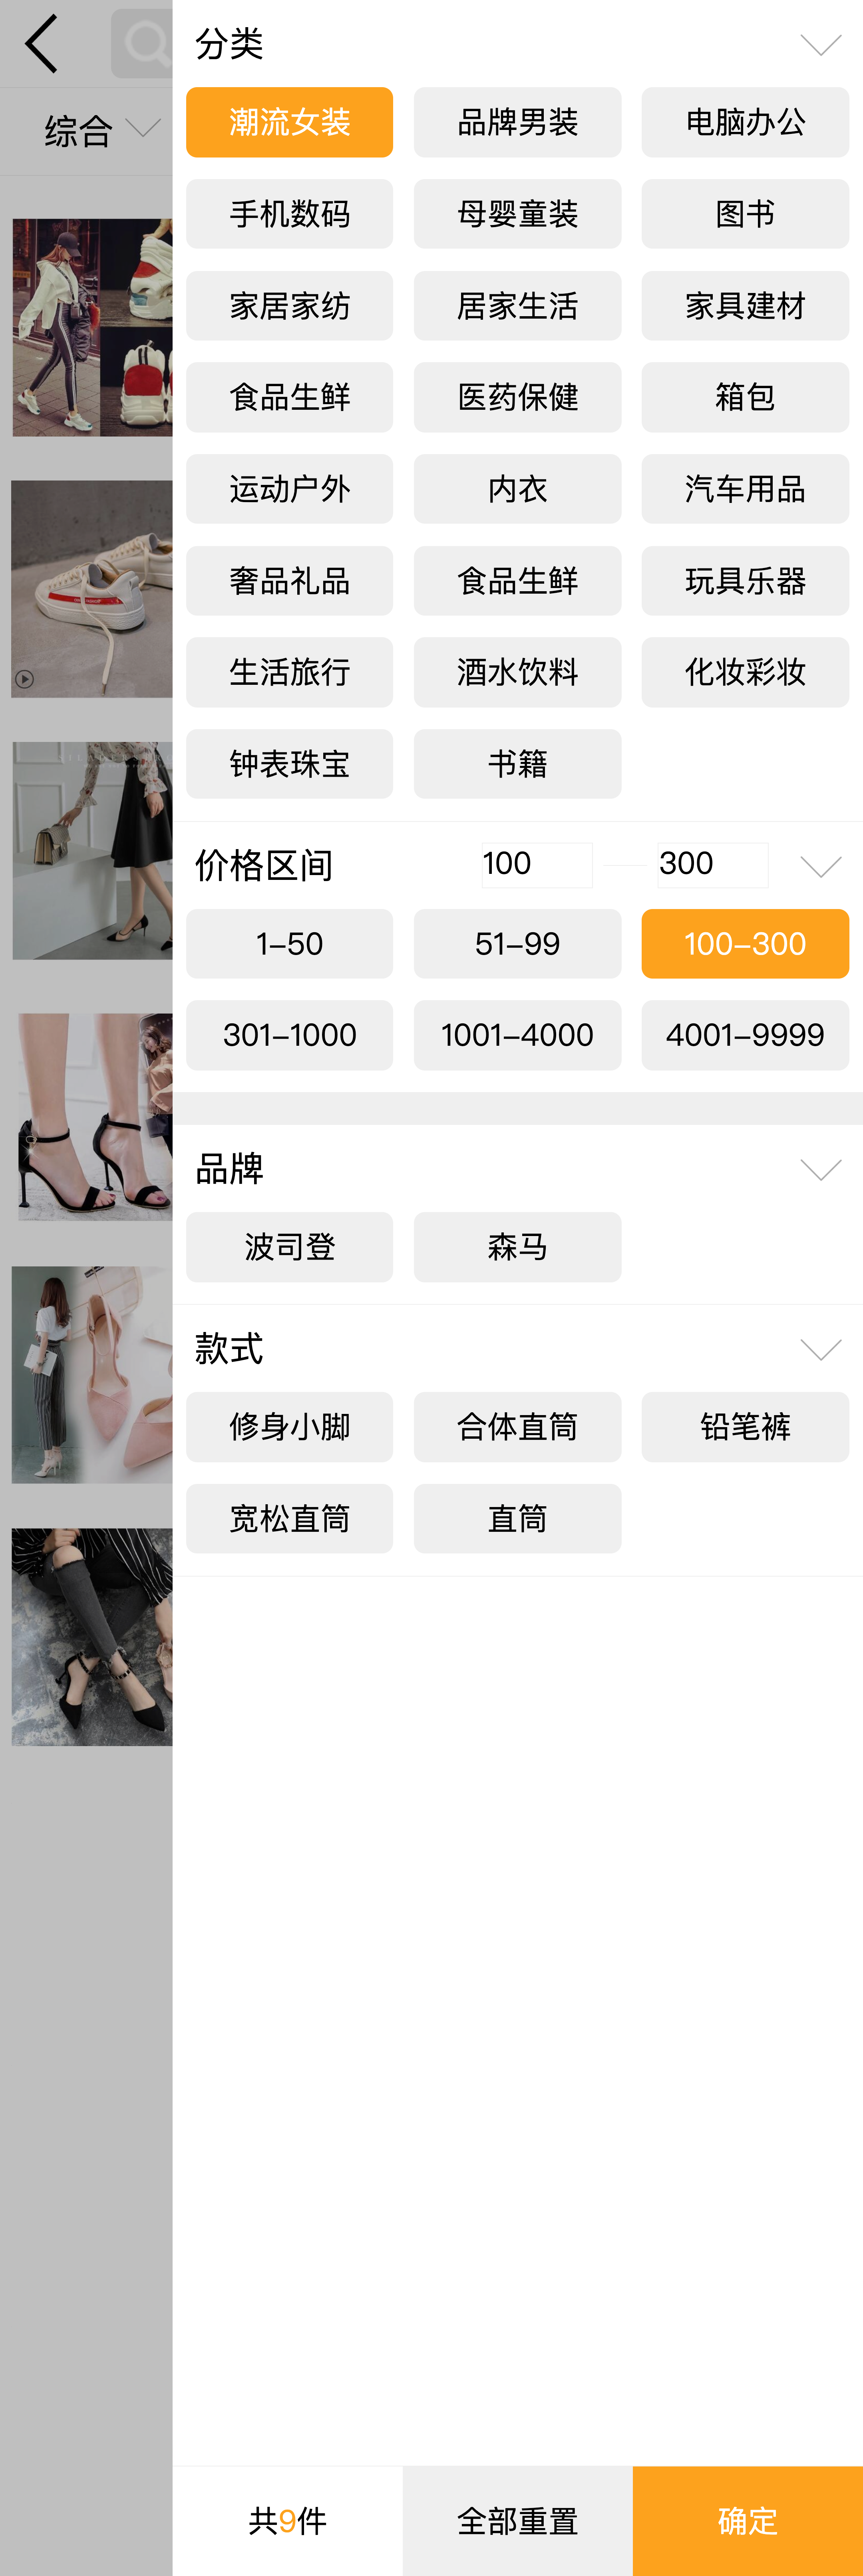 综合
分类
潮流女装 品牌男装 电脑办公
手机数码 母婴童装 图书
家居家纺 居家生活 家具建材
食品生鲜 医药保健 箱包
运动户外 内衣 汽车用品
奢品礼品 食品生鲜 玩具乐器
生活旅行 酒水饮料 化妆彩妆
钟表珠宝 书籍
价格区间 100 300
1-50 51-99 100-300
301-1000 1001-4000 4001-9999
品牌
波司登 森马
款式
修身小脚 合体直筒 铅笔裤
宽松直筒 直筒
共9件 全部重置 确定